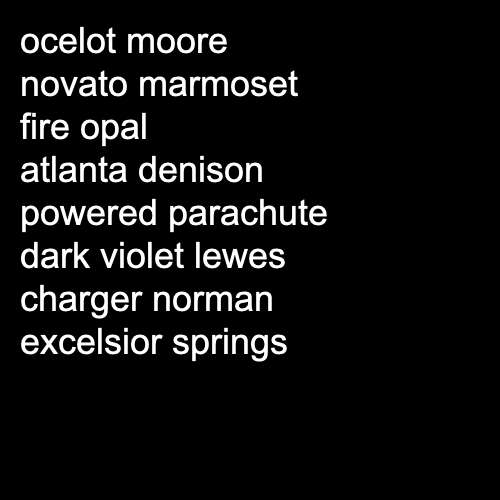 ocelot moore
novato marmoset
fire opal
atlanta denison
powered parachute
dark violet lewes
charger norman
excelsior springs